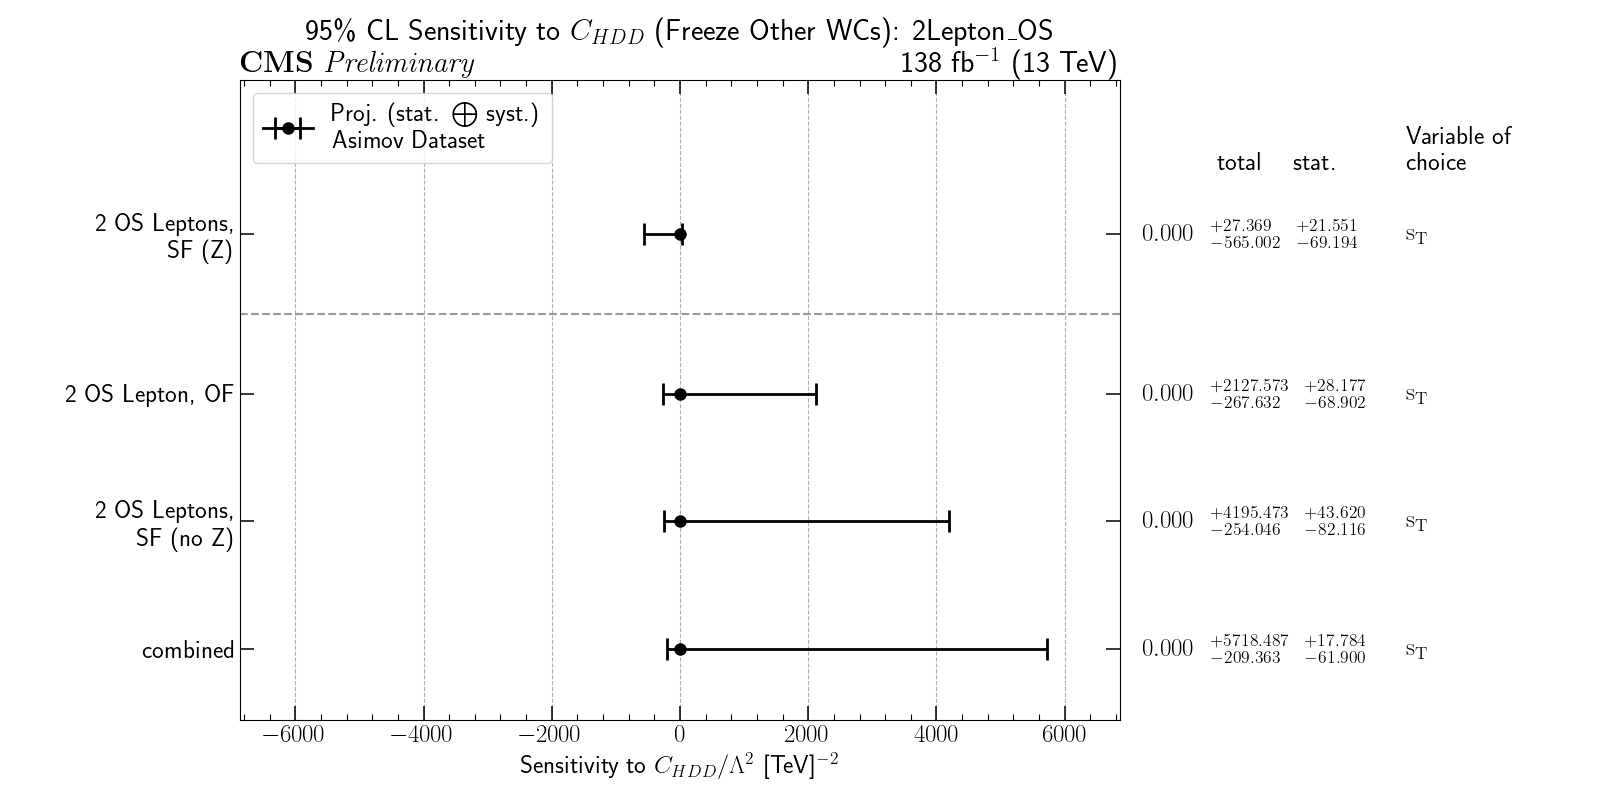 95% CL Sensitivity to C_HDD (Freeze Other WCs): 2Lepton_OS
CMS Preliminary 138 fb⁻¹ (13 TeV)
Proj. (stat. ⨁ syst.)
Asimov Dataset
total stat. Variable of
choice
2 OS Leptons,
SF (Z)
0.000 +27.369 −565.002 +21.551 −69.194 s_T
2 OS Lepton, OF
0.000 +2127.573 −267.632 +28.177 −68.902 s_T
2 OS Leptons,
SF (no Z)
0.000 +4195.473 −254.046 +43.620 −82.116 s_T
combined
0.000 +5718.487 −209.363 +17.784 −61.900 s_T
−6000 −4000 −2000 0 2000 4000 6000
Sensitivity to C_HDD/Λ² [TeV]⁻²